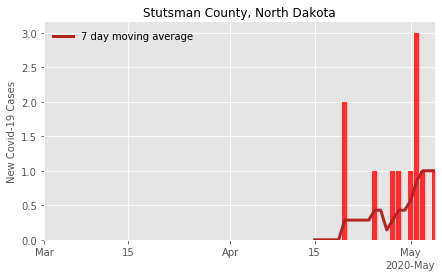 Stutsman County, North Dakota
7 day moving average
New Covid-19 Cases
3.0
2.5
2.0
1.5
1.0
0.5
0.0
Mar 15 Apr 15 May
2020-May